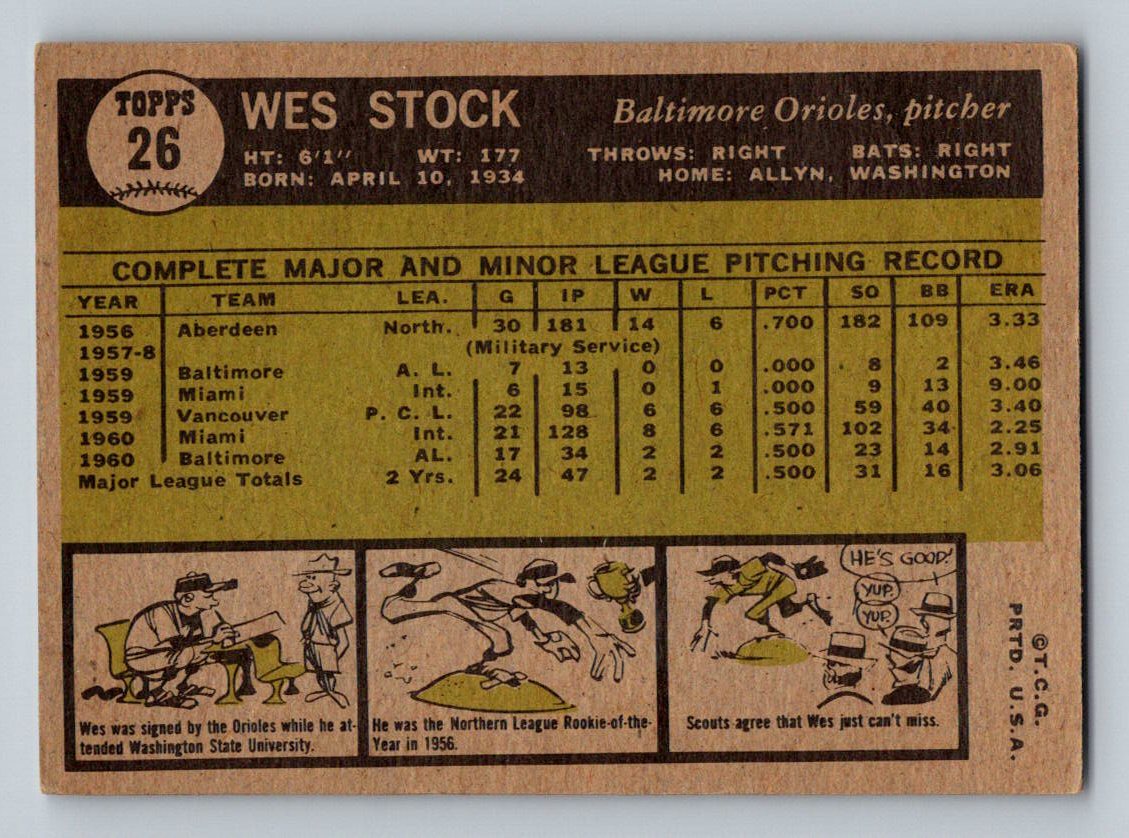 TOPPS
26
WES STOCK
Baltimore Orioles, pitcher
HT: 6'1" WT: 177 THROWS: RIGHT BATS: RIGHT
BORN: APRIL 10, 1934 HOME: ALLYN, WASHINGTON
COMPLETE MAJOR AND MINOR LEAGUE PITCHING RECORD
YEAR TEAM LEA. G IP W L PCT SO BB ERA
1956 Aberdeen North. 30 181 14 6 .700 182 109 3.33
1957-8 (Military Service)
1959 Baltimore A. L. 7 13 0 0 .000 8 2 3.46
1959 Miami Int. 6 15 0 1 .000 9 13 9.00
1959 Vancouver P. C. L. 22 98 6 6 .500 59 40 3.40
1960 Miami Int. 21 128 8 6 .571 102 34 2.25
1960 Baltimore AL. 17 34 2 2 .500 23 14 2.91
Major League Totals 2 Yrs. 24 47 2 2 .500 31 16 3.06
Wes was signed by the Orioles while he at-
tended Washington State University.
He was the Northern League Rookie-of-the-
Year in 1956.
HE'S GOOD!
YUP.
YUP.
Scouts agree that Wes just can't miss.
©T.C.G.
PRTD. U.S.A.